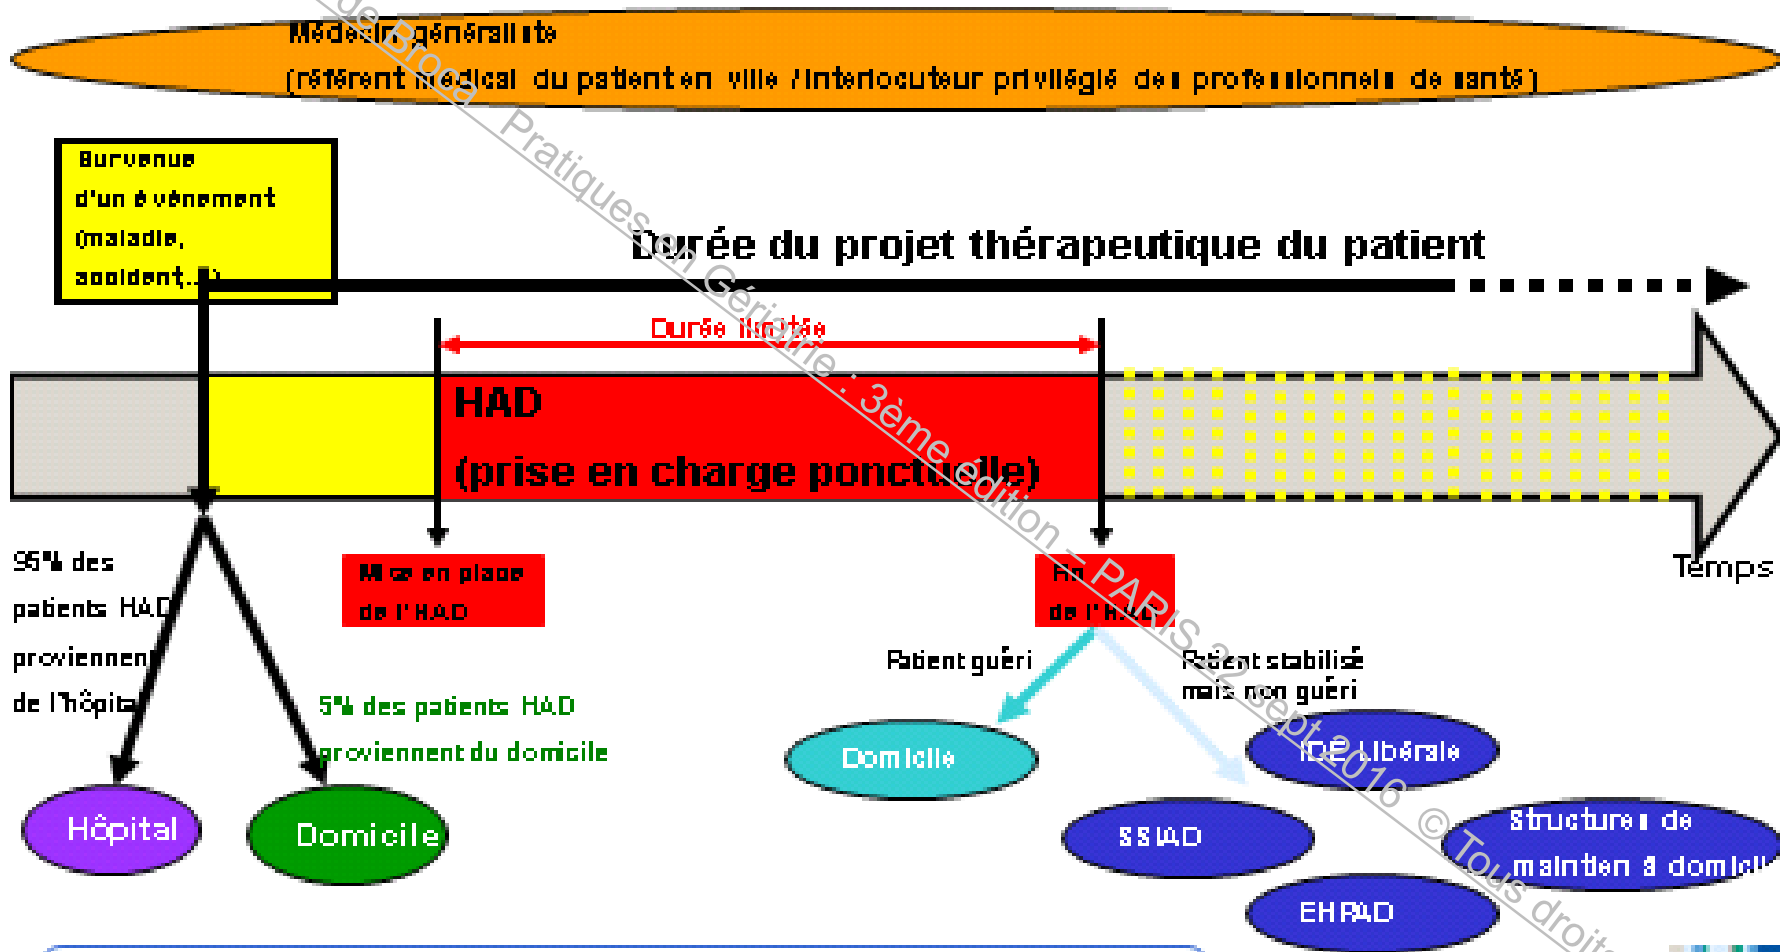 Médecin généraliste
(référent médical du patient en ville /interlocuteur privilégié des professionnels de santé)
Survenue
d'un évènement
(maladie,
accident...)
Durée du projet thérapeutique du patient
Durée limitée
HAD
(prise en charge ponctuelle)
Temps
95% des
patients HAD
proviennent
de l'hôpital
Mise en place
de l'HAD
Fin
de l'HAD
5% des patients HAD
proviennent du domicile
Patient guéri
Patient stabilisé
mais non guéri
Hôpital
Domicile
Domicile
IDE Libérale
SSIAD
Structures de
maintien à domicil
EHPAD
de Broca _ Pratiques en Gériatrie : 3ème édition – PARIS 22 sept 2016 © Tous droits